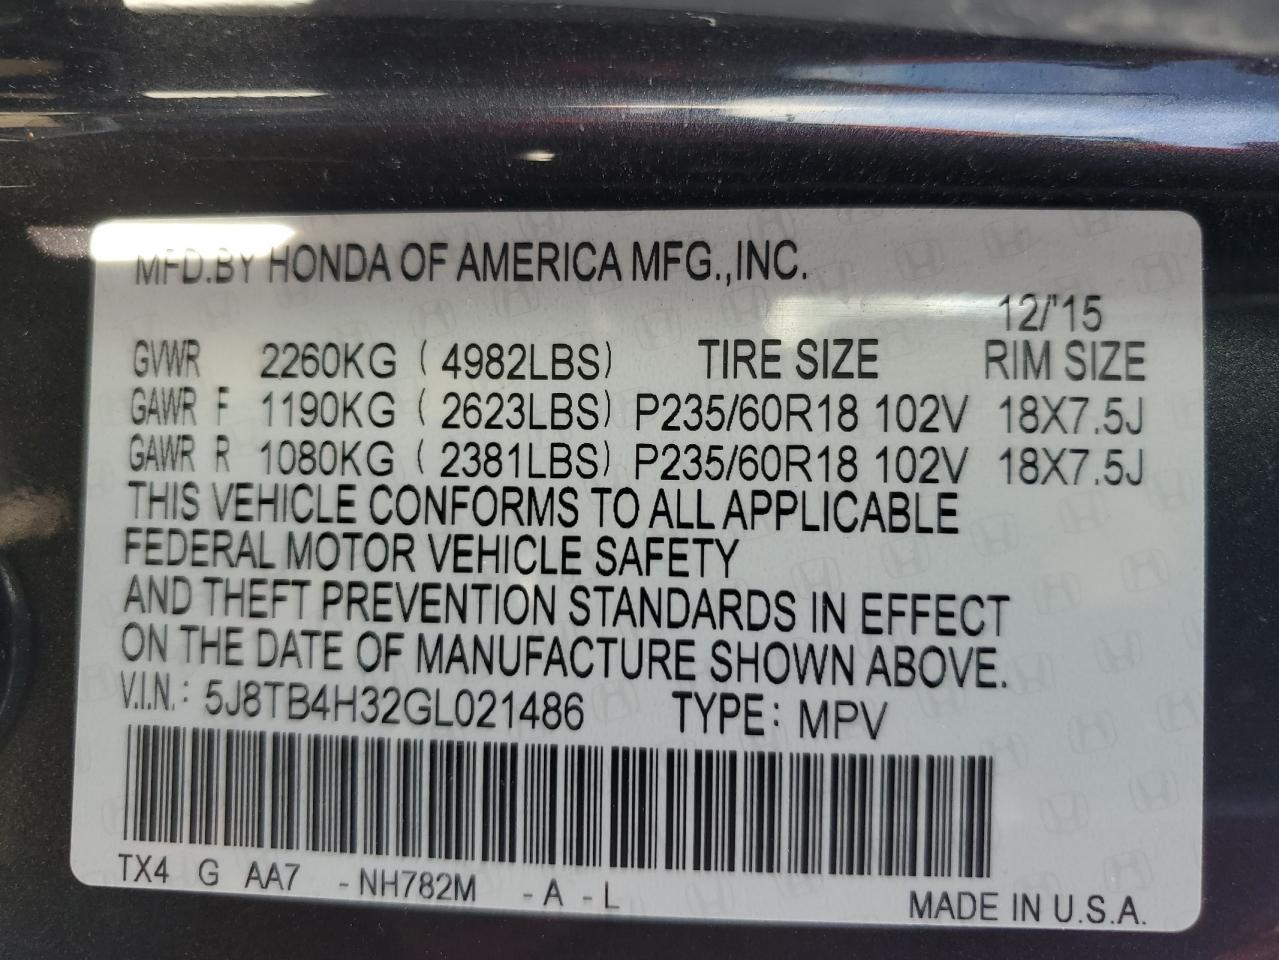 MFD.BY HONDA OF AMERICA MFG.,INC.
12/'15
GVWR 2260KG ( 4982LBS) TIRE SIZE RIM SIZE
GAWR F 1190KG ( 2623LBS) P235/60R18 102V 18X7.5J
GAWR R 1080KG ( 2381LBS) P235/60R18 102V 18X7.5J
THIS VEHICLE CONFORMS TO ALL APPLICABLE
FEDERAL MOTOR VEHICLE SAFETY
AND THEFT PREVENTION STANDARDS IN EFFECT
ON THE DATE OF MANUFACTURE SHOWN ABOVE.
V.I.N.: 5J8TB4H32GL021486 TYPE: MPV
TX4 G AA7 -NH782M -A -L
MADE IN U.S.A.